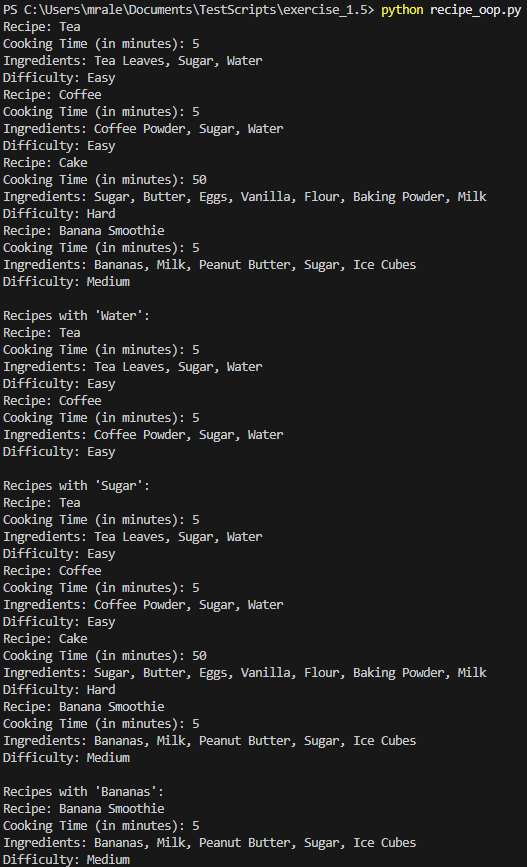 PS C:\Users\mrale\Documents\TestScripts\exercise_1.5> python recipe_oop.py
Recipe: Tea
Cooking Time (in minutes): 5
Ingredients: Tea Leaves, Sugar, Water
Difficulty: Easy
Recipe: Coffee
Cooking Time (in minutes): 5
Ingredients: Coffee Powder, Sugar, Water
Difficulty: Easy
Recipe: Cake
Cooking Time (in minutes): 50
Ingredients: Sugar, Butter, Eggs, Vanilla, Flour, Baking Powder, Milk
Difficulty: Hard
Recipe: Banana Smoothie
Cooking Time (in minutes): 5
Ingredients: Bananas, Milk, Peanut Butter, Sugar, Ice Cubes
Difficulty: Medium

Recipes with 'Water':
Recipe: Tea
Cooking Time (in minutes): 5
Ingredients: Tea Leaves, Sugar, Water
Difficulty: Easy
Recipe: Coffee
Cooking Time (in minutes): 5
Ingredients: Coffee Powder, Sugar, Water
Difficulty: Easy

Recipes with 'Sugar':
Recipe: Tea
Cooking Time (in minutes): 5
Ingredients: Tea Leaves, Sugar, Water
Difficulty: Easy
Recipe: Coffee
Cooking Time (in minutes): 5
Ingredients: Coffee Powder, Sugar, Water
Difficulty: Easy
Recipe: Cake
Cooking Time (in minutes): 50
Ingredients: Sugar, Butter, Eggs, Vanilla, Flour, Baking Powder, Milk
Difficulty: Hard
Recipe: Banana Smoothie
Cooking Time (in minutes): 5
Ingredients: Bananas, Milk, Peanut Butter, Sugar, Ice Cubes
Difficulty: Medium

Recipes with 'Bananas':
Recipe: Banana Smoothie
Cooking Time (in minutes): 5
Ingredients: Bananas, Milk, Peanut Butter, Sugar, Ice Cubes
Difficulty: Medium